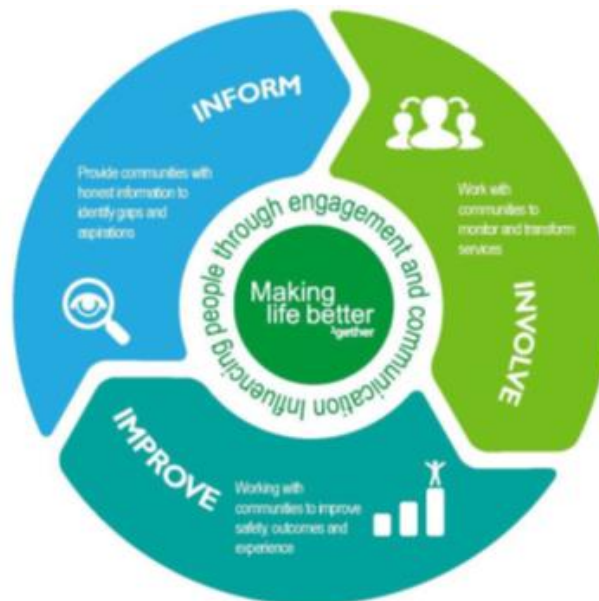 INFORM
Provide communities with
honest information to
identify gaps and
aspirations
Work with
communities to
monitor and transform
services
INVOLVE
IMPROVE
Working with
communities to improve
safety, outcomes and
experience
Influencing people through engagement and communication
Making
life better
gether